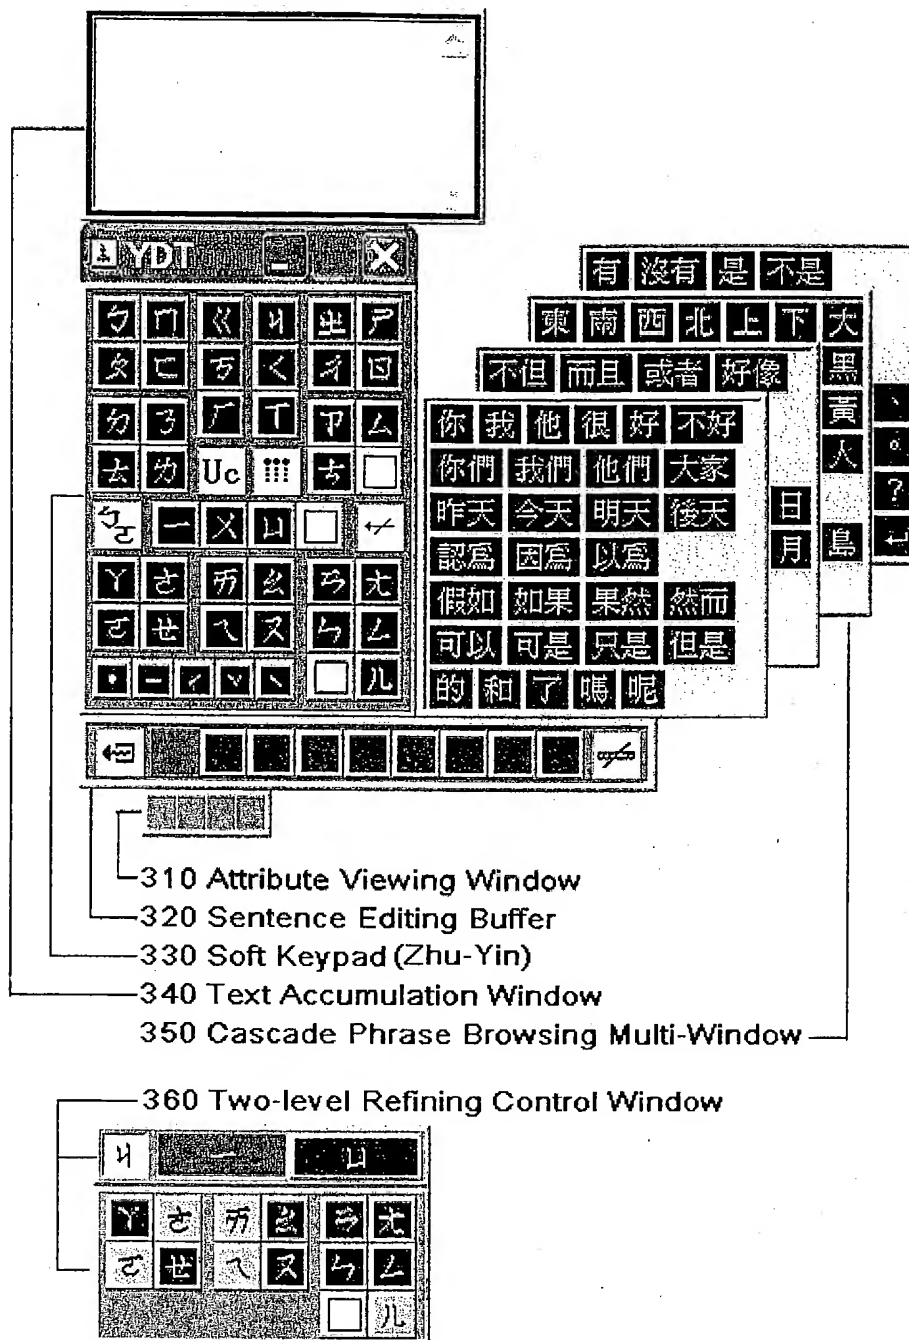 YDT
ㄅ ㄇ ㄍ ㄐ ㄓ ㄕ
ㄆ ㄈ ㄎ ㄑ ㄔ ㄖ
ㄉ ㄋ ㄏ ㄒ ㄗ ㄙ
ㄊ ㄌ Uc ㄘ
ㄅㄛ ㄧ ㄨ ㄩ
ㄚ ㄜ ㄞ ㄠ ㄢ ㄤ
ㄛ ㄝ ㄟ ㄡ ㄣ ㄥ
˙ ˉ ˊ ˇ ˋ ㄦ
有 沒有 是 不是
東 南 西 北 上 下 大
黑
黃
人
島
、
。
?
↵
不但 而且 或者 好像
日
月
你 我 他 很 好 不好
你們 我們 他們 大家
昨天 今天 明天 後天
認爲 因爲 以爲
假如 如果 果然 然而
可以 可是 只是 但是
的 和 了 嗎 呢
310 Attribute Viewing Window
320 Sentence Editing Buffer
330 Soft Keypad (Zhu-Yin)
340 Text Accumulation Window
350 Cascade Phrase Browsing Multi-Window
360 Two-level Refining Control Window
ㄐ ㄧ ㄩ
ㄚ ㄜ ㄞ ㄠ ㄢ ㄤ
ㄛ ㄝ ㄟ ㄡ ㄣ ㄥ
ㄦ